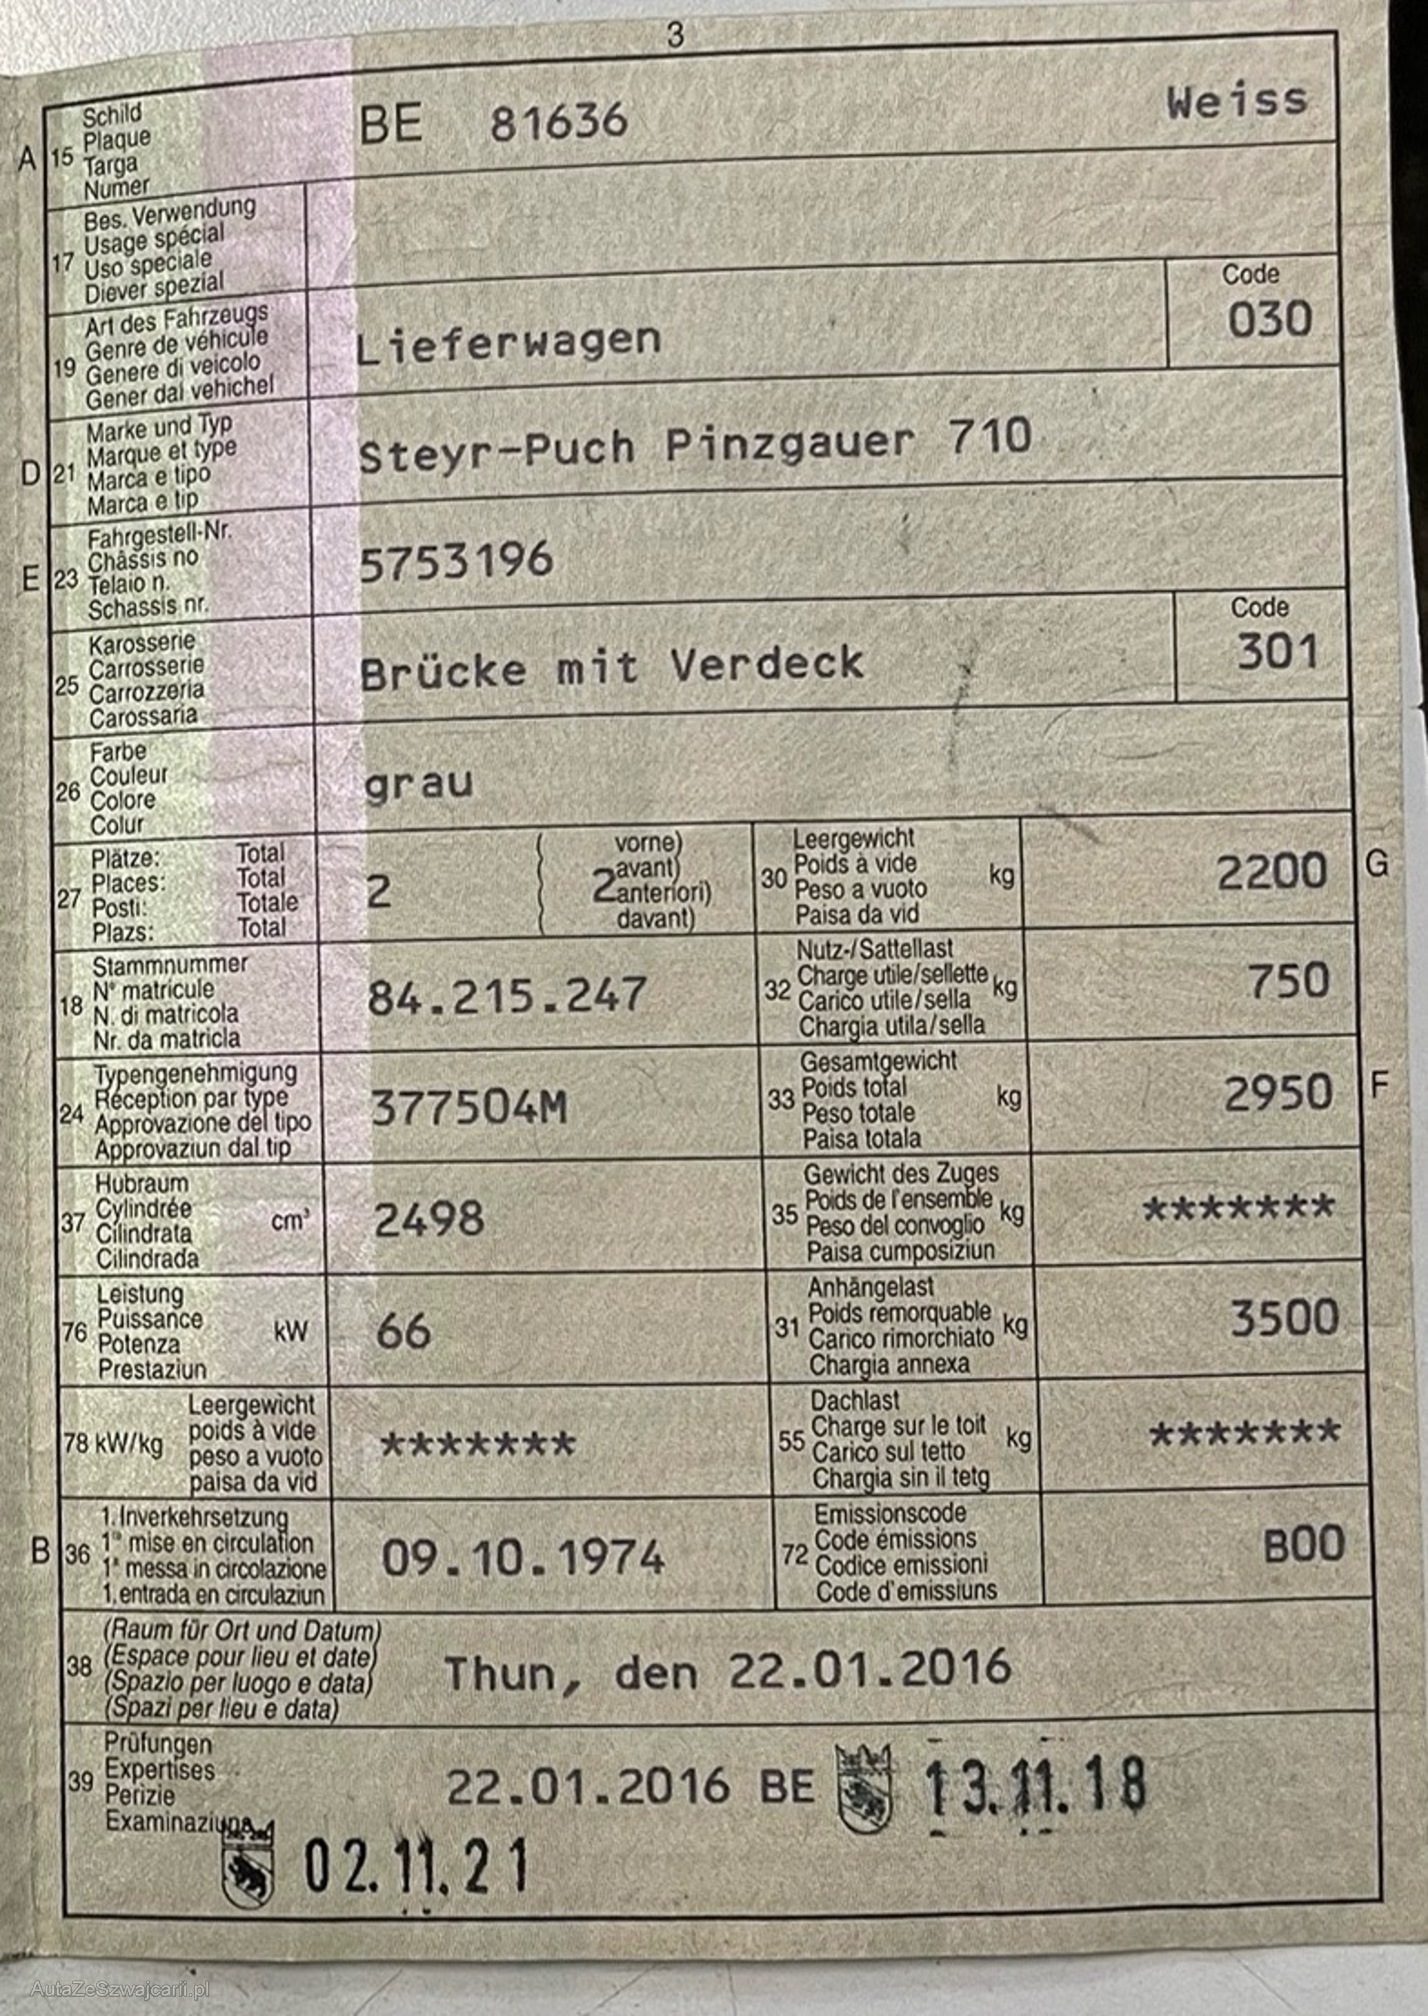 3
A 15 Schild
Plaque
Targa
Numer
BE 81636 Weiss
17 Bes. Verwendung
Usage spécial
Uso speciale
Diever spezial
19 Art des Fahrzeugs
Genre de véhicule
Genere di veicolo
Gener dal vehichel
Lieferwagen
Code
030
D 21 Marke und Typ
Marque et type
Marca e tipo
Marca e tip
Steyr-Puch Pinzgauer 710
E 23 Fahrgestell-Nr.
Châssis no
Telaio n.
Schassis nr.
5753196
25 Karosserie
Carrosserie
Carrozzeria
Carossaria
Brücke mit Verdeck
Code
301
26 Farbe
Couleur
Colore
Colur
grau
27 Plätze: Total
Places: Total
Posti: Totale
Plazs: Total
2
( vorne)
2 avant)
anteriori)
davant)
30 Leergewicht
Poids à vide
Peso a vuoto
Paisa da vid
kg
2200 G
18 Stammnummer
N° matricule
N. di matricola
Nr. da matricla
84.215.247
32 Nutz-/Sattellast
Charge utile/sellette
Carico utile/sella
Chargia utila/sella
kg
750
24 Typengenehmigung
Réception par type
Approvazione del tipo
Approvaziun dal tip
377504M
33 Gesamtgewicht
Poids total
Peso totale
Paisa totala
kg
2950 F
37 Hubraum
Cylindrée
Cilindrata
Cilindrada
cm³
2498
35 Gewicht des Zuges
Poids de l'ensemble
Peso del convoglio
Paisa cumposiziun
kg
*******
76 Leistung
Puissance
Potenza
Prestaziun
kW
66
31 Anhängelast
Poids remorquable
Carico rimorchiato
Chargia annexa
kg
3500
78 kW/kg
Leergewicht
poids à vide
peso a vuoto
paisa da vid
*******
55 Dachlast
Charge sur le toit
Carico sul tetto
Chargia sin il tetg
kg
*******
B 36 1. Inverkehrsetzung
1re mise en circulation
1a messa in circolazione
1. entrada en circulaziun
09.10.1974
72 Emissionscode
Code émissions
Codice emissioni
Code d'emissiuns
B00
38 (Raum für Ort und Datum)
(Espace pour lieu et date)
(Spazio per luogo e data)
(Spazi per lieu e data)
Thun, den 22.01.2016
39 Prüfungen
Expertises
Perizie
Examinaziuns
22.01.2016 BE 13.11.18
02.11.21
AutaZeSzwajcarii.pl